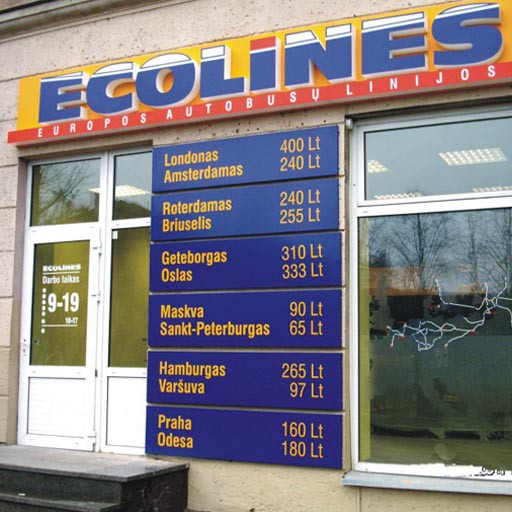 ECOLiNES
EUROPOS AUTOBUSŲ LINIJOS
Londonas 400 Lt
Amsterdamas 240 Lt
Roterdamas 240 Lt
Briuselis 255 Lt
Geteborgas 310 Lt
Oslas 333 Lt
Maskva 90 Lt
Sankt-Peterburgas 65 Lt
Hamburgas 265 Lt
Varšuva 97 Lt
Praha 160 Lt
Odesa 180 Lt
ECOLINES
Darbo laikas
9-19
10-17